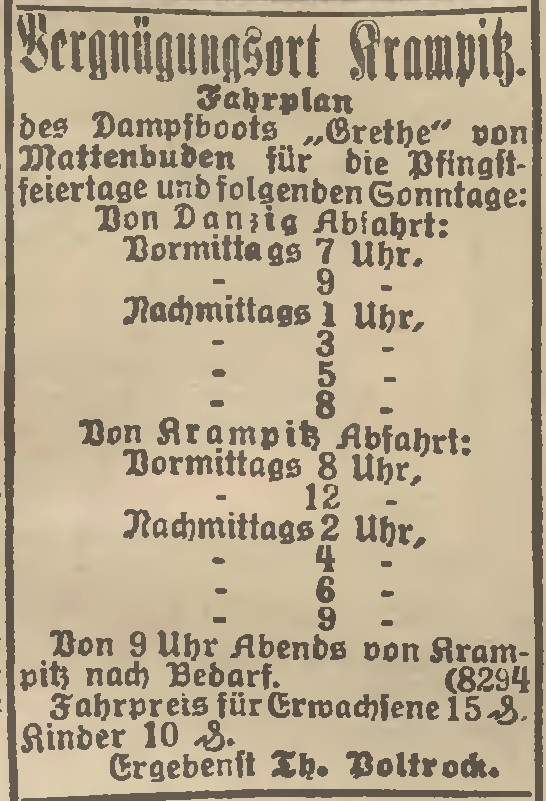 Vergnügungsort Krampitz.
Fahrplan
des Dampfboots „Grethe“ von
Mattenbuden für die Pfingst-
feiertage und folgenden Sonntage:
Von Danzig Abfahrt:
Vormittags 7 Uhr.
- 9 -
Nachmittags 1 Uhr,
- 3 -
- 5 -
- 8 -
Von Krampitz Abfahrt:
Vormittags 8 Uhr,
- 12 -
Nachmittags 2 Uhr,
- 4 -
- 6 -
- 9 -
Von 9 Uhr Abends von Kram-
pitz nach Bedarf. (8294
Fahrpreis für Erwachsene 15 ₰.
Kinder 10 ₰.
Ergebenst Th. Poltrock.